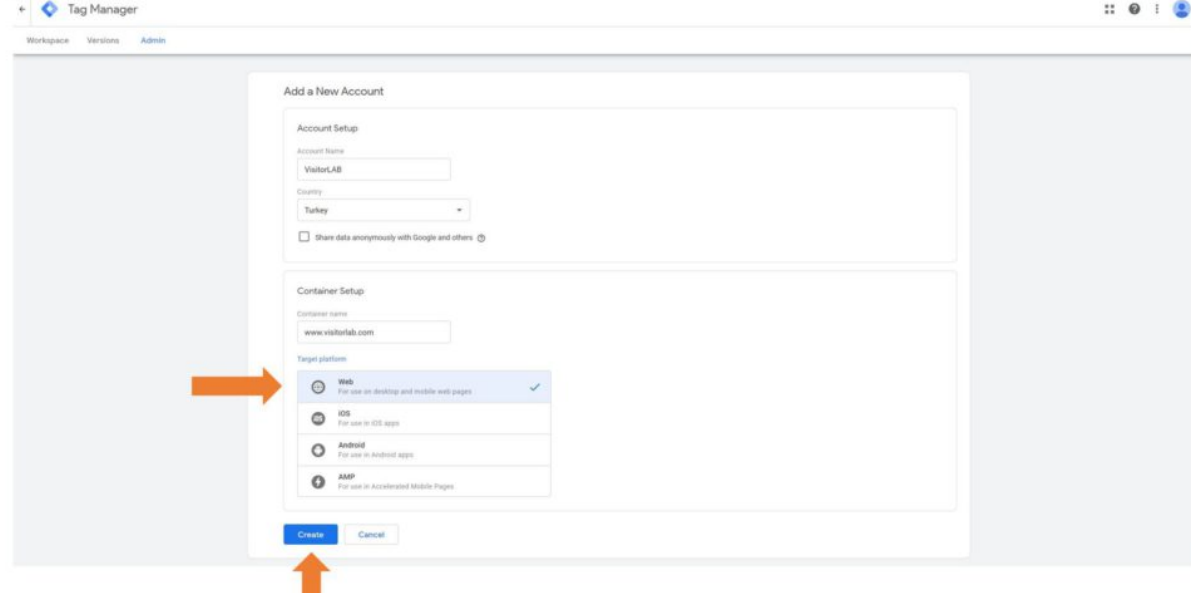 Tag Manager
Workspace Versions Admin
Add a New Account
Account Setup
Account Name
VisitorLAB
Country
Turkey
Share data anonymously with Google and others
Container Setup
Container name
www.visitorlab.com
Target platform
Web
For use on desktop and mobile web pages
iOS
For use in iOS apps
Android
For use in Android apps
AMP
For use in Accelerated Mobile Pages
Create Cancel